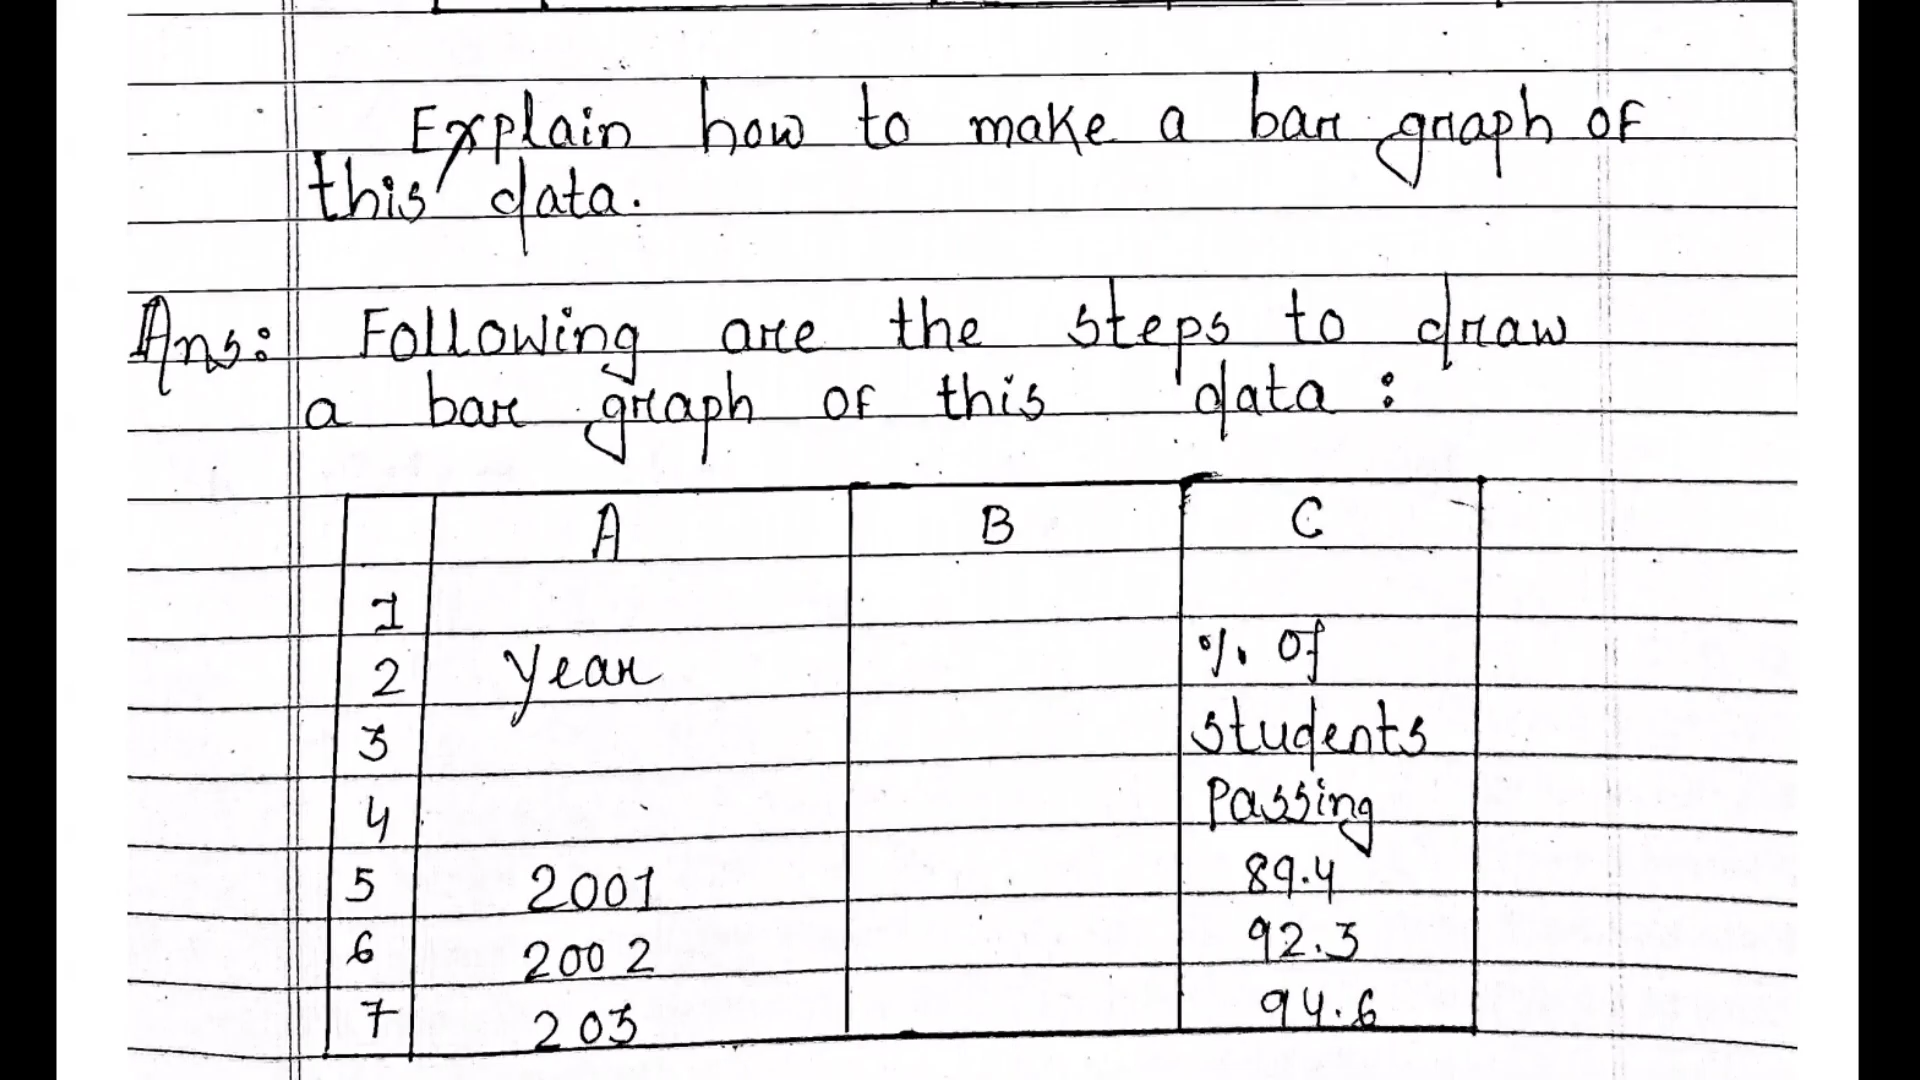 Explain how to make a bar graph of
this data.
Ans: Following are the steps to draw
a bar graph of this data :
A B C
1
% of
2 Year
students
3
Passing
4
5 2001 89.4
6 2002 92.3
7 203 94.6